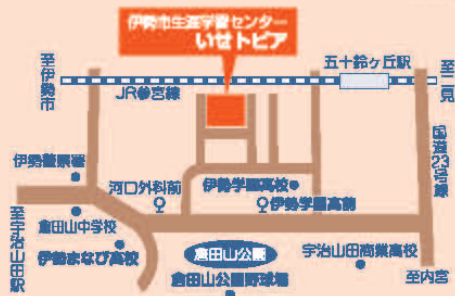 伊勢市生涯学習センター
いせトピア
五十鈴ヶ丘駅
至伊勢市
JR参宮線
至二見
国道23号線
伊勢警察署
河口外科前
伊勢学園高校
伊勢学園高前
倉田山中学校
至宇治山田駅
伊勢まなび高校
倉田山公園
宇治山田商業高校
倉田山公園野球場
至内宮